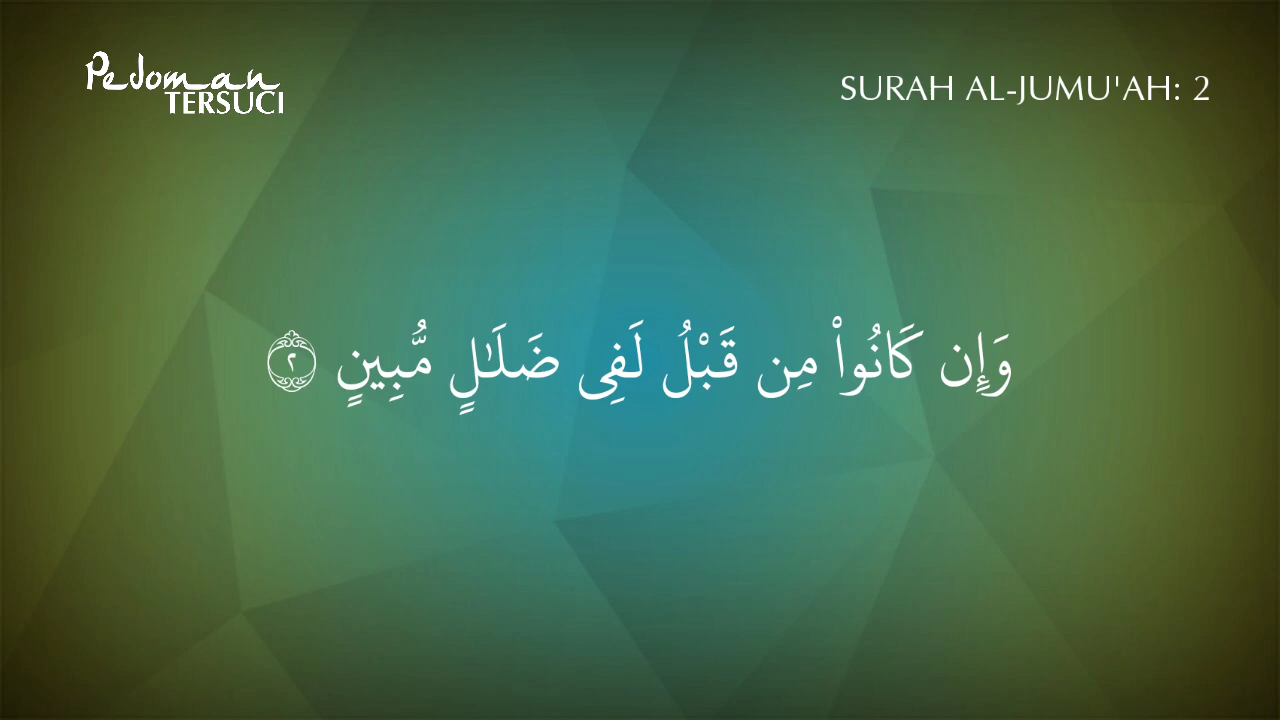 Pedoman
TERSUCI
SURAH AL-JUMU'AH: 2
وَإِن كَانُوا۟ مِن قَبْلُ لَفِى ضَلَـٰلٍ مُّبِينٍ ۝٢